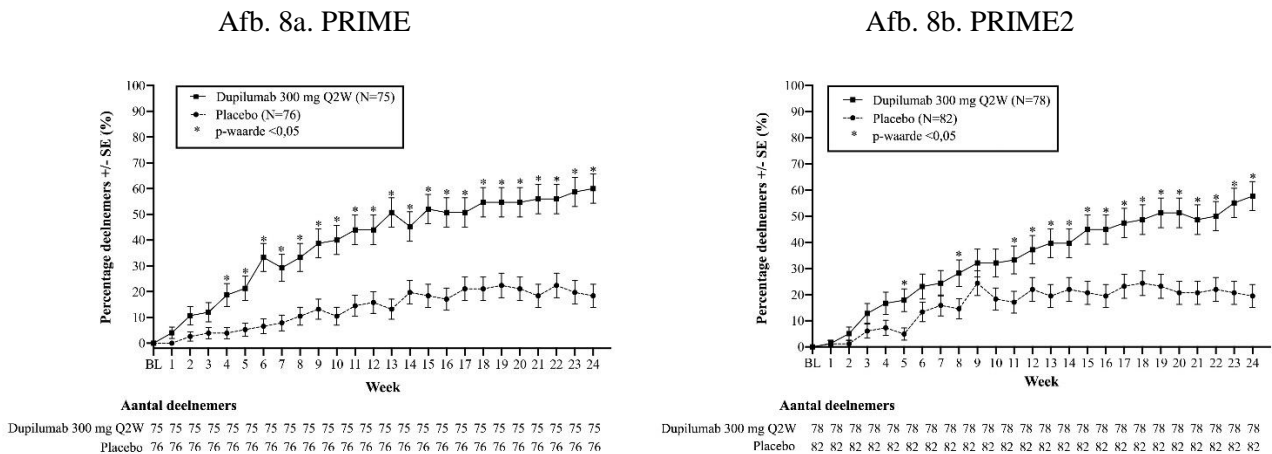 Afb. 8a. PRIME
Percentage deelnemers +/- SE (%)
100
90
80
70
60
50
40
30
20
10
0
Dupilumab 300 mg Q2W (N=75)
Placebo (N=76)
* p-waarde <0,05
BL 1 2 3 4 5 6 7 8 9 10 11 12 13 14 15 16 17 18 19 20 21 22 23 24
Week
Aantal deelnemers
Dupilumab 300 mg Q2W 75 75 75 75 75 75 75 75 75 75 75 75 75 75 75 75 75 75 75 75 75 75 75 75 75
Placebo 76 76 76 76 76 76 76 76 76 76 76 76 76 76 76 76 76 76 76 76 76 76 76 76 76
Afb. 8b. PRIME2
Percentage deelnemers +/- SE (%)
100
90
80
70
60
50
40
30
20
10
0
Dupilumab 300 mg Q2W (N=78)
Placebo (N=82)
* p-waarde <0,05
BL 1 2 3 4 5 6 7 8 9 10 11 12 13 14 15 16 17 18 19 20 21 22 23 24
Week
Aantal deelnemers
Dupilumab 300 mg Q2W 78 78 78 78 78 78 78 78 78 78 78 78 78 78 78 78 78 78 78 78 78 78 78 78 78
Placebo 82 82 82 82 82 82 82 82 82 82 82 82 82 82 82 82 82 82 82 82 82 82 82 82 82